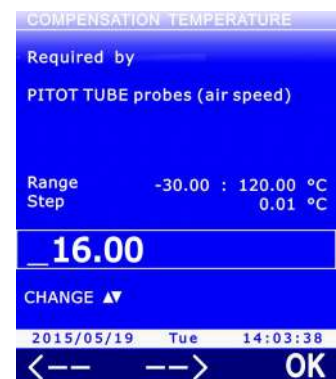 COMPENSATION TEMPERATURE
Required by
PITOT TUBE probes (air speed)
Range -30.00 : 120.00 °C
Step 0.01 °C
_16.00
CHANGE ▲▼
2015/05/19 Tue 14:03:38
<-- --> OK